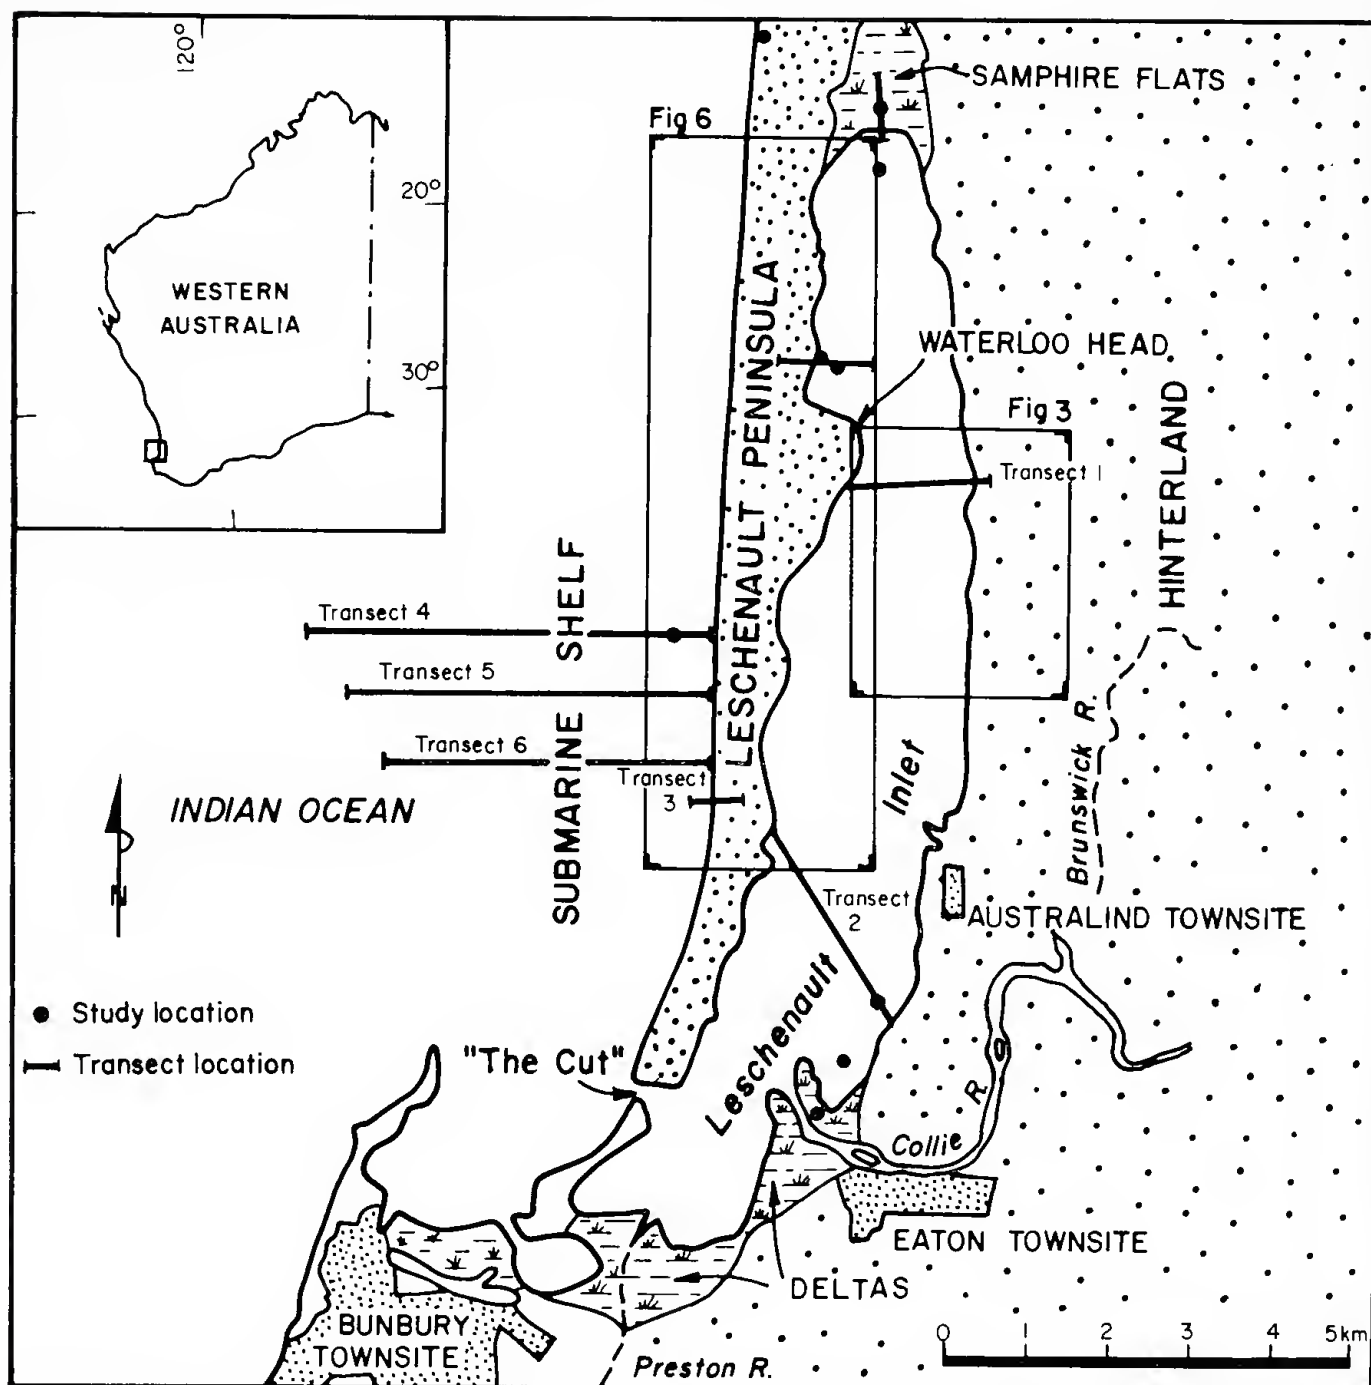 120°
20°
30°
WESTERN
AUSTRALIA
SAMPHIRE FLATS
Fig 6
WATERLOO HEAD
Fig 3
Transect 1
LESCHENAULT PENINSULA
HINTERLAND
Transect 4
Transect 5
Transect 6
SUBMARINE SHELF
Transect
3
INDIAN OCEAN
N
Brunswick R.
Transect
2
AUSTRALIND TOWNSITE
Leschenault Inlet
Study location
Transect location
"The Cut"
Collie R.
EATON TOWNSITE
DELTAS
BUNBURY
TOWNSITE
Preston R.
0 1 2 3 4 5km